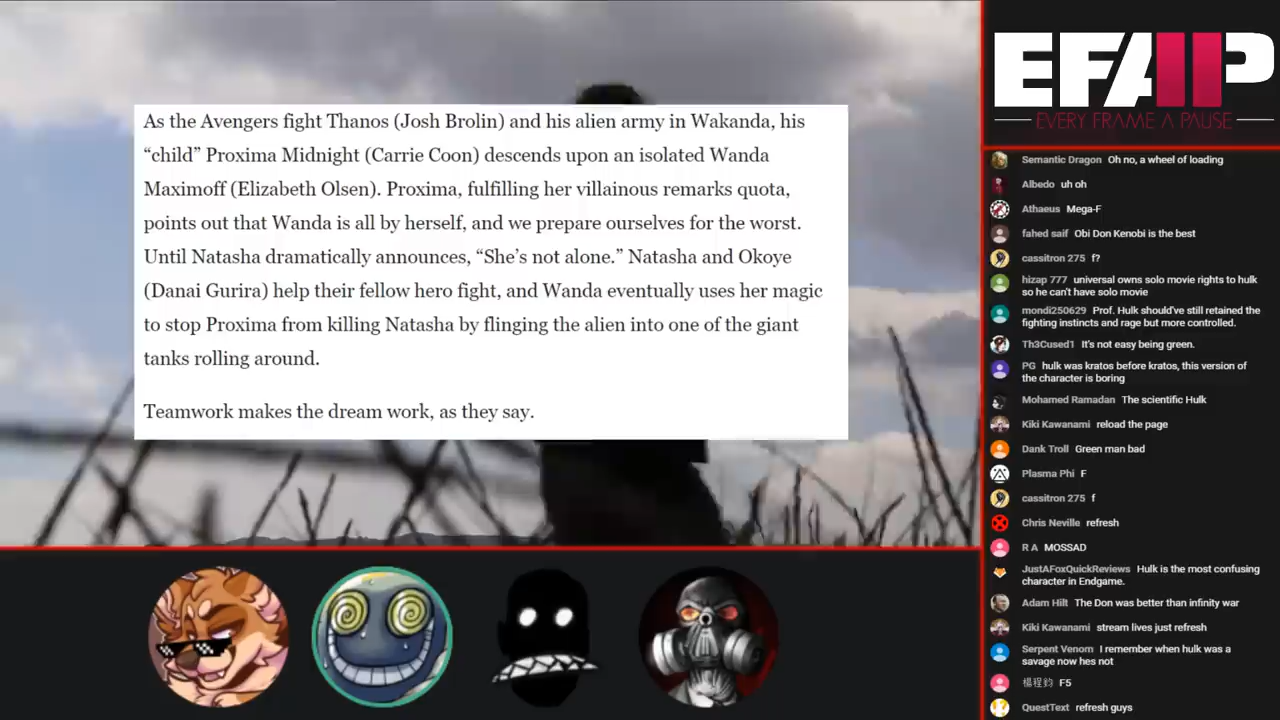 As the Avengers fight Thanos (Josh Brolin) and his alien army in Wakanda, his
“child” Proxima Midnight (Carrie Coon) descends upon an isolated Wanda
Maximoff (Elizabeth Olsen). Proxima, fulfilling her villainous remarks quota,
points out that Wanda is all by herself, and we prepare ourselves for the worst.
Until Natasha dramatically announces, “She’s not alone.” Natasha and Okoye
(Danai Gurira) help their fellow hero fight, and Wanda eventually uses her magic
to stop Proxima from killing Natasha by flinging the alien into one of the giant
tanks rolling around.
Teamwork makes the dream work, as they say.
EFAP
EVERY FRAME A PAUSE
Semantic Dragon Oh no, a wheel of loading
Albedo uh oh
Athaeus Mega-F
fahed saif Obi Don Kenobi is the best
cassitron 275 f?
hizap 777 universal owns solo movie rights to hulk
so he can't have solo movie
mondi250629 Prof. Hulk should've still retained the
fighting instincts and rage but more controlled.
Th3Cused1 It's not easy being green.
PG hulk was kratos before kratos, this version of
the character is boring
Mohamed Ramadan The scientific Hulk
Kiki Kawanami reload the page
Dank Troll Green man bad
Plasma Phi F
cassitron 275 f
Chris Neville refresh
R A MOSSAD
JustAFoxQuickReviews Hulk is the most confusing
character in Endgame.
Adam Hilt The Don was better than infinity war
Kiki Kawanami stream lives just refresh
Serpent Venom I remember when hulk was a
savage now hes not
楊程鈞 F5
QuestText refresh guys